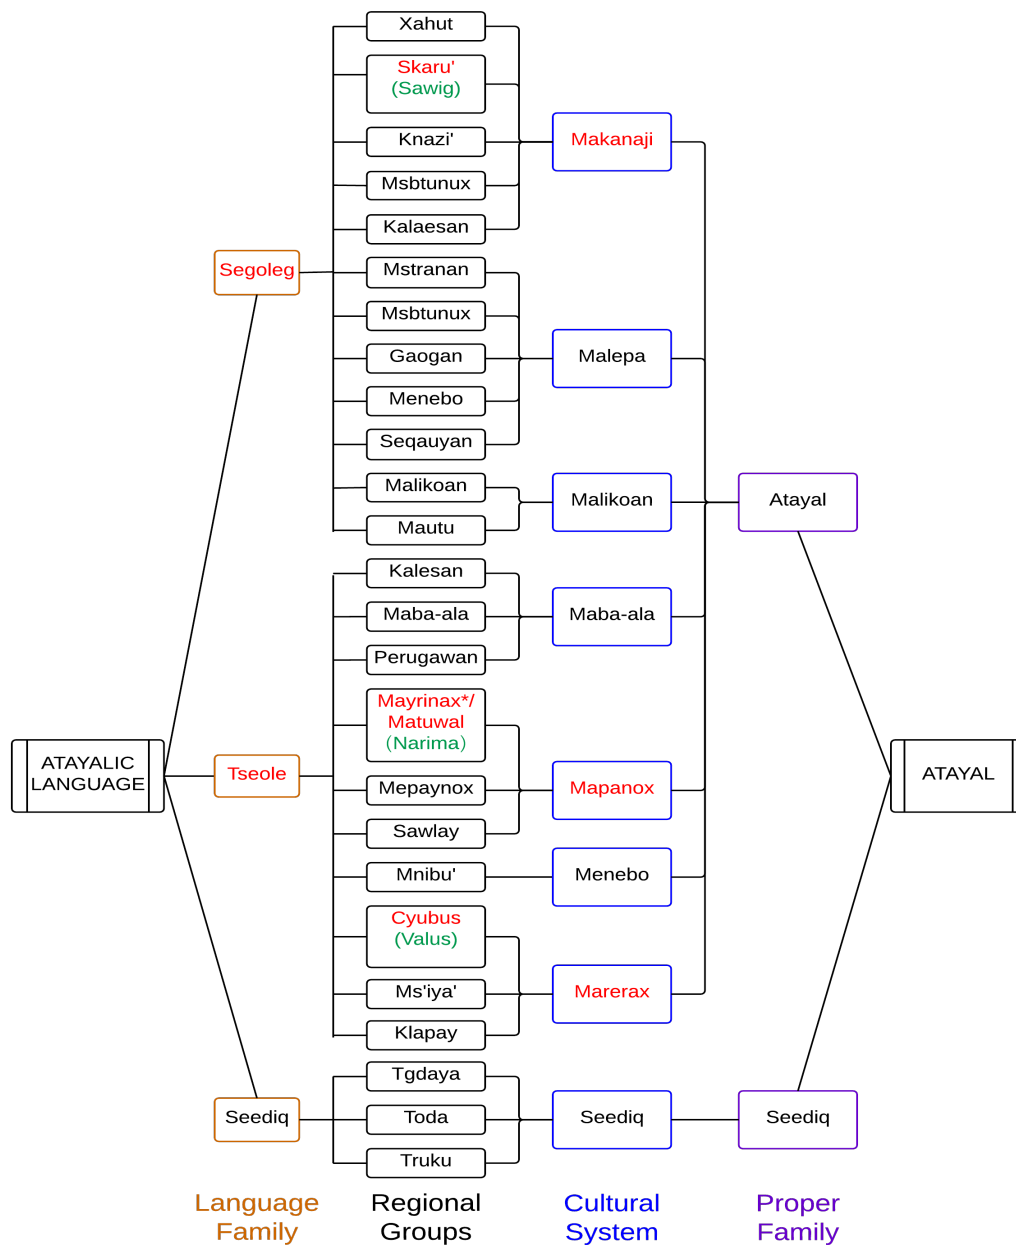 ATAYALIC
LANGUAGE
Segoleg
Tseole
Seediq
Language
Family
Xahut
Skaru'
(Sawig)
Knazi'
Msbtunux
Kalaesan
Mstranan
Msbtunux
Gaogan
Menebo
Seqauyan
Malikoan
Mautu
Kalesan
Maba-ala
Perugawan
Mayrinax*/
Matuwal
（Narima）
Mepaynox
Sawlay
Mnibu'
Cyubus
(Valus)
Ms'iya'
Klapay
Tgdaya
Toda
Truku
Regional
Groups
Makanaji
Malepa
Malikoan
Maba-ala
Mapanox
Menebo
Marerax
Seediq
Cultural
System
Atayal
Seediq
Proper
Family
ATAYAL